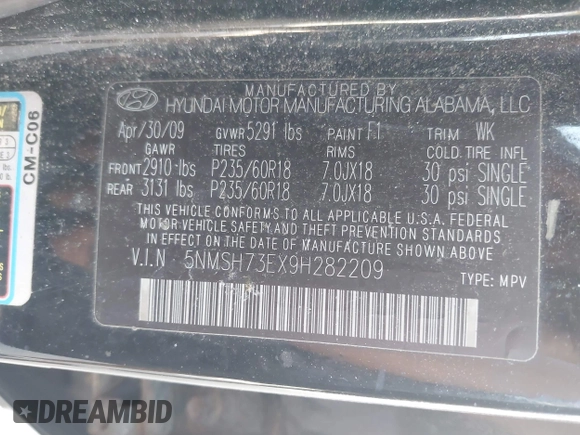 MANUFACTURED BY
HYUNDAI MOTOR MANUFACTURING ALABAMA, LLC
Apr/30/09 GVWR 5291 lbs PAINT F1 TRIM WK
GAWR TIRES RIMS COLD TIRE INFL
FRONT 2910 lbs P235/60R18 7.0JX18 30 psi SINGLE
REAR 3131 lbs P235/60R18 7.0JX18 30 psi SINGLE
THIS VEHICLE CONFORMS TO ALL APPLICABLE U.S.A. FEDERAL
MOTOR VEHICLE SAFETY AND THEFT PREVENTION STANDARDS
IN EFFECT ON THE DATE OF MANUFACTURE SHOWN ABOVE
V.I.N 5NMSH73EX9H282209
TYPE: MPV
CM-C06
DREAMBID